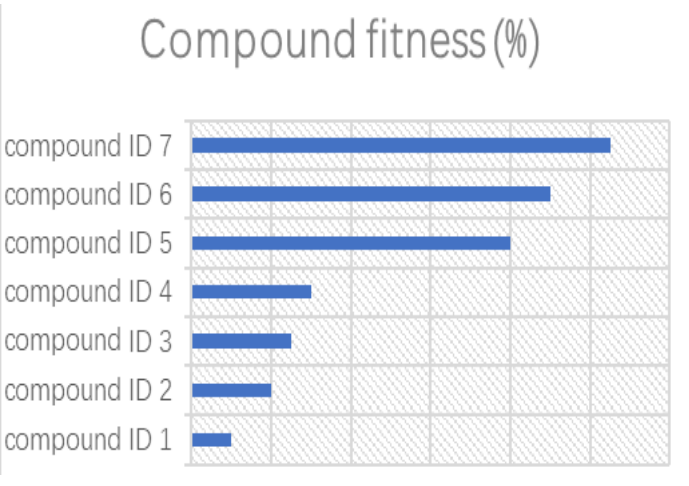 Compound fitness (%)
compound ID 7
compound ID 6
compound ID 5
compound ID 4
compound ID 3
compound ID 2
compound ID 1